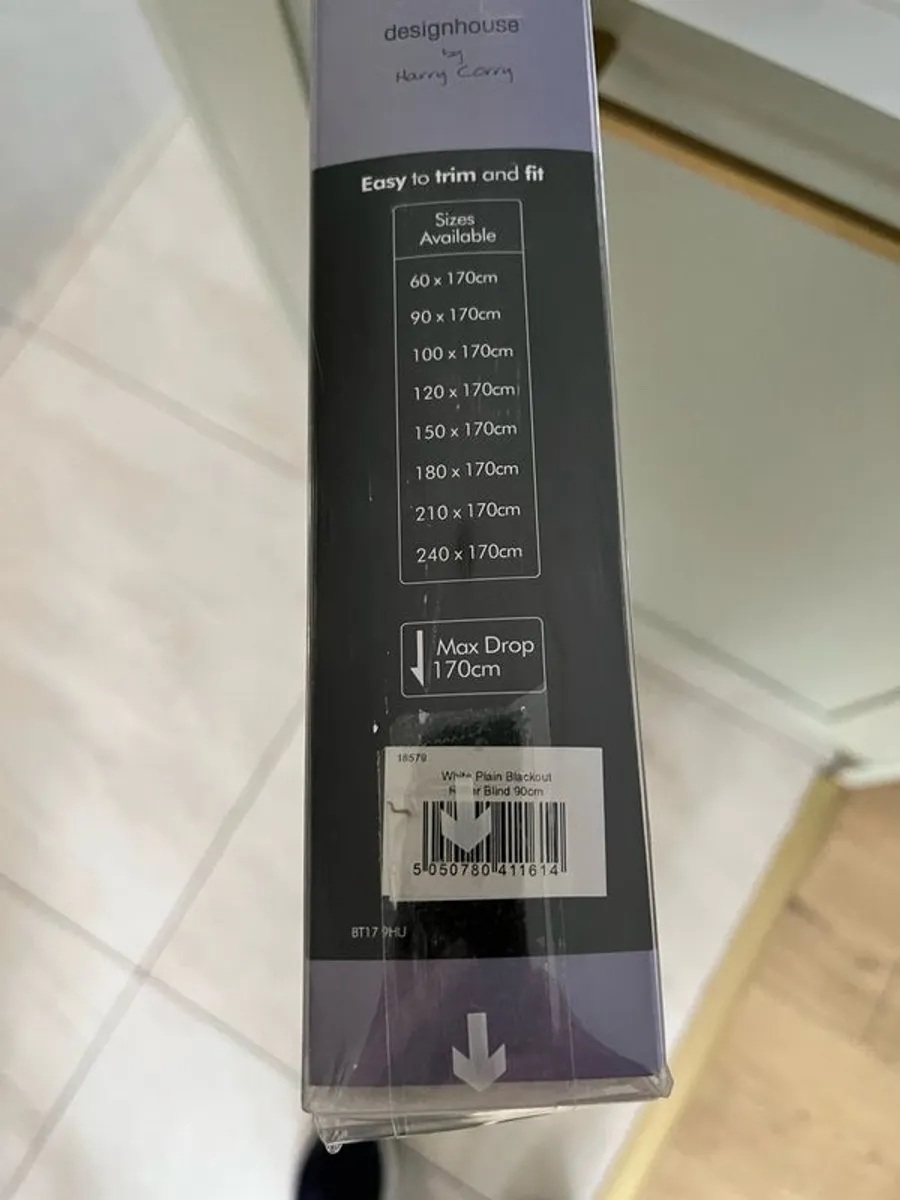 designhouse
by
Harry Corry
Easy to trim and fit
Sizes
Available
60 x 170cm
90 x 170cm
100 x 170cm
120 x 170cm
150 x 170cm
180 x 170cm
210 x 170cm
240 x 170cm
Max Drop
170cm
18579
White Plain Blackout
Roller Blind 90cm
5 050780 411614
BT17 9HU